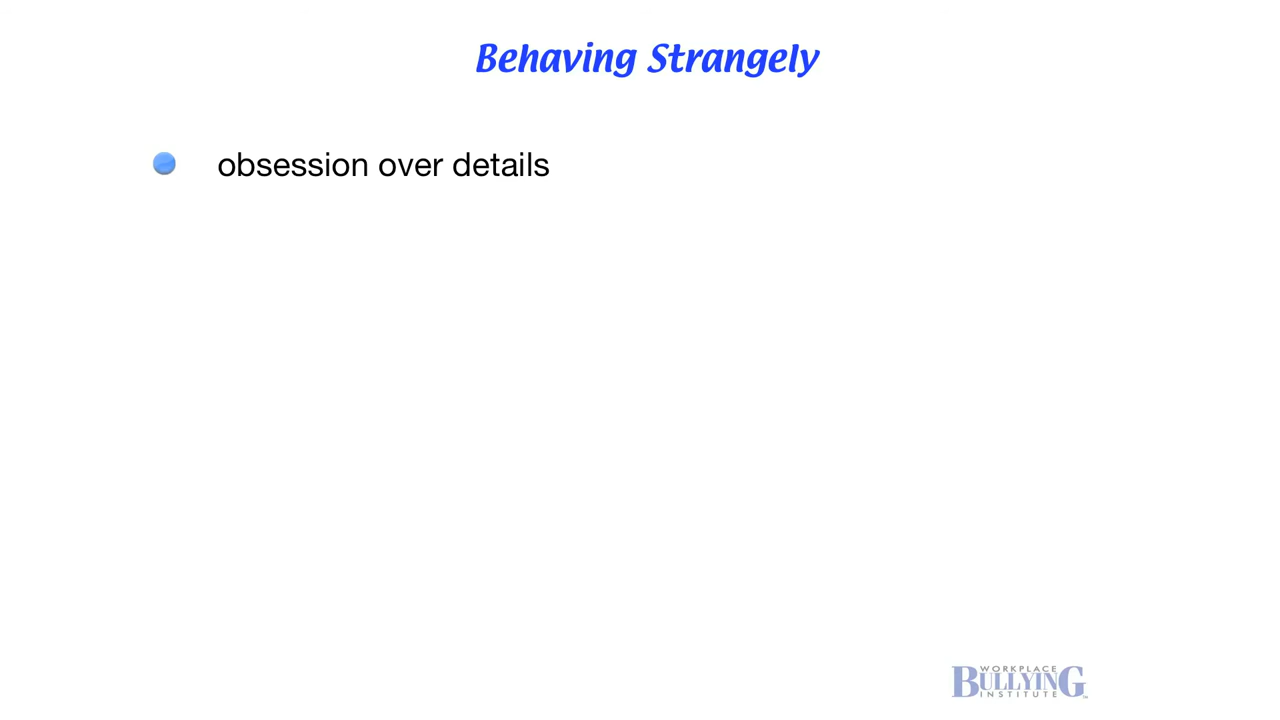 Behaving Strangely
obsession over details
WORKPLACE
BULLYING
INSTITUTE